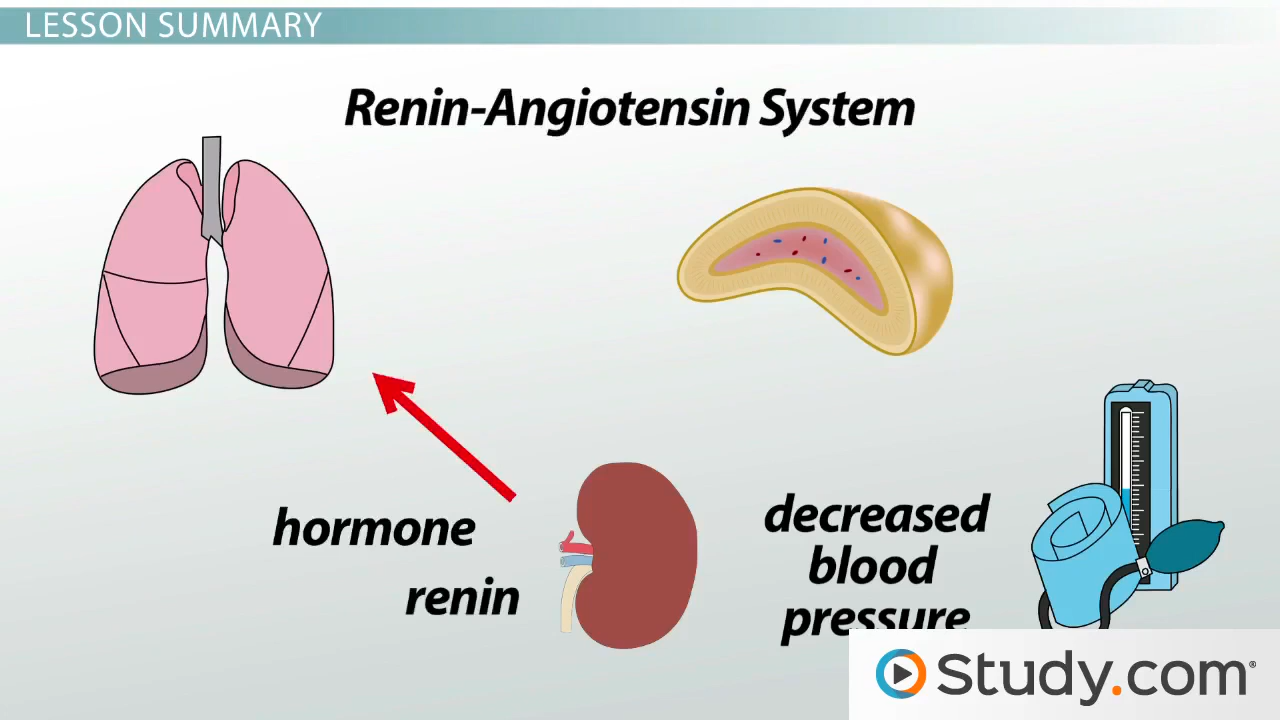 LESSON SUMMARY
Renin-Angiotensin System
hormone
renin
decreased
blood
pressure
Study.com®